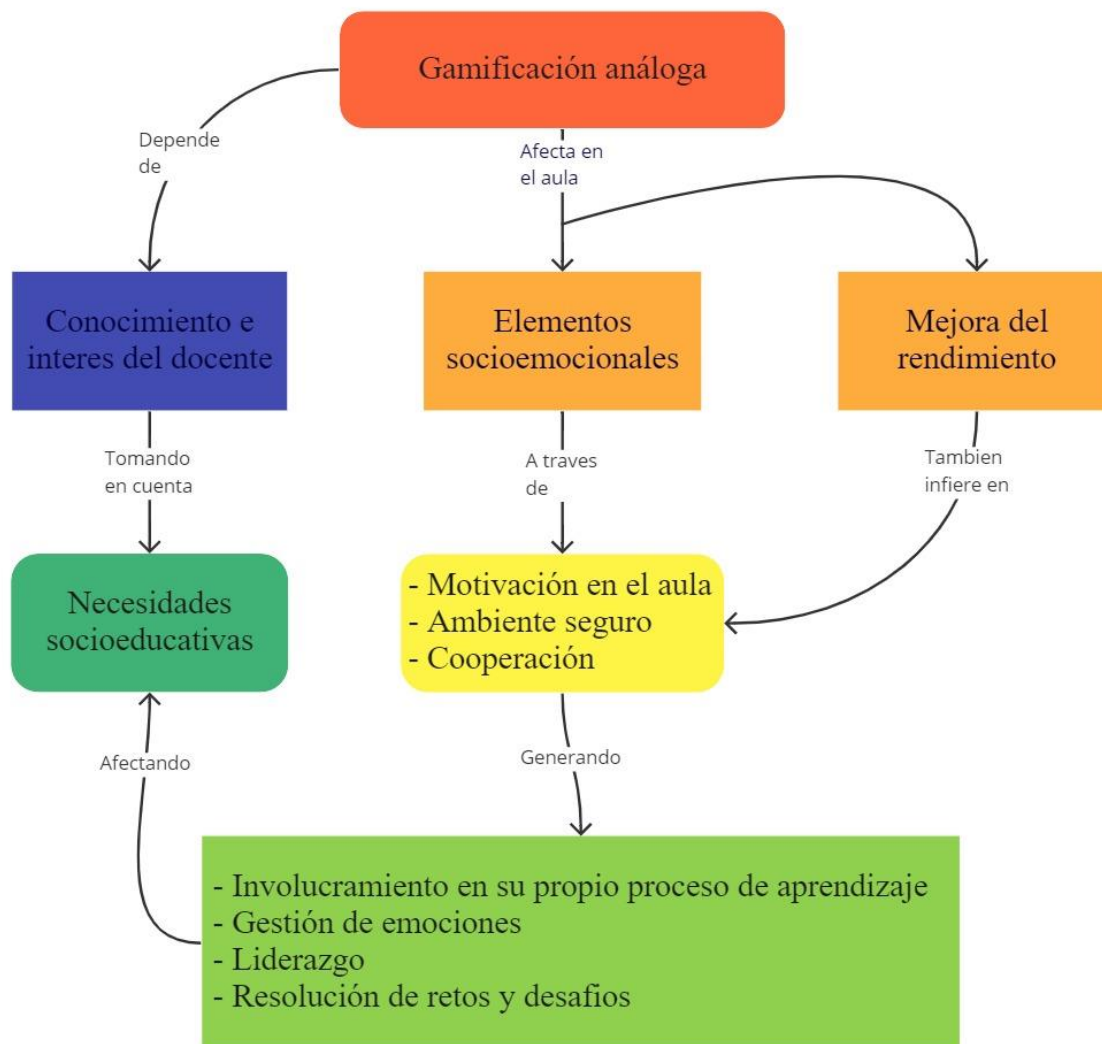 Gamificación análoga
Depende
de
Afecta en
el aula
Conocimiento e
interes del docente
Elementos
socioemocionales
Mejora del
rendimiento
Tomando
en cuenta
A traves
de
Tambien
infiere en
Necesidades
socioeducativas
- Motivación en el aula
- Ambiente seguro
- Cooperación
Afectando
Generando
- Involucramiento en su propio proceso de aprendizaje
- Gestión de emociones
- Liderazgo
- Resolución de retos y desafios